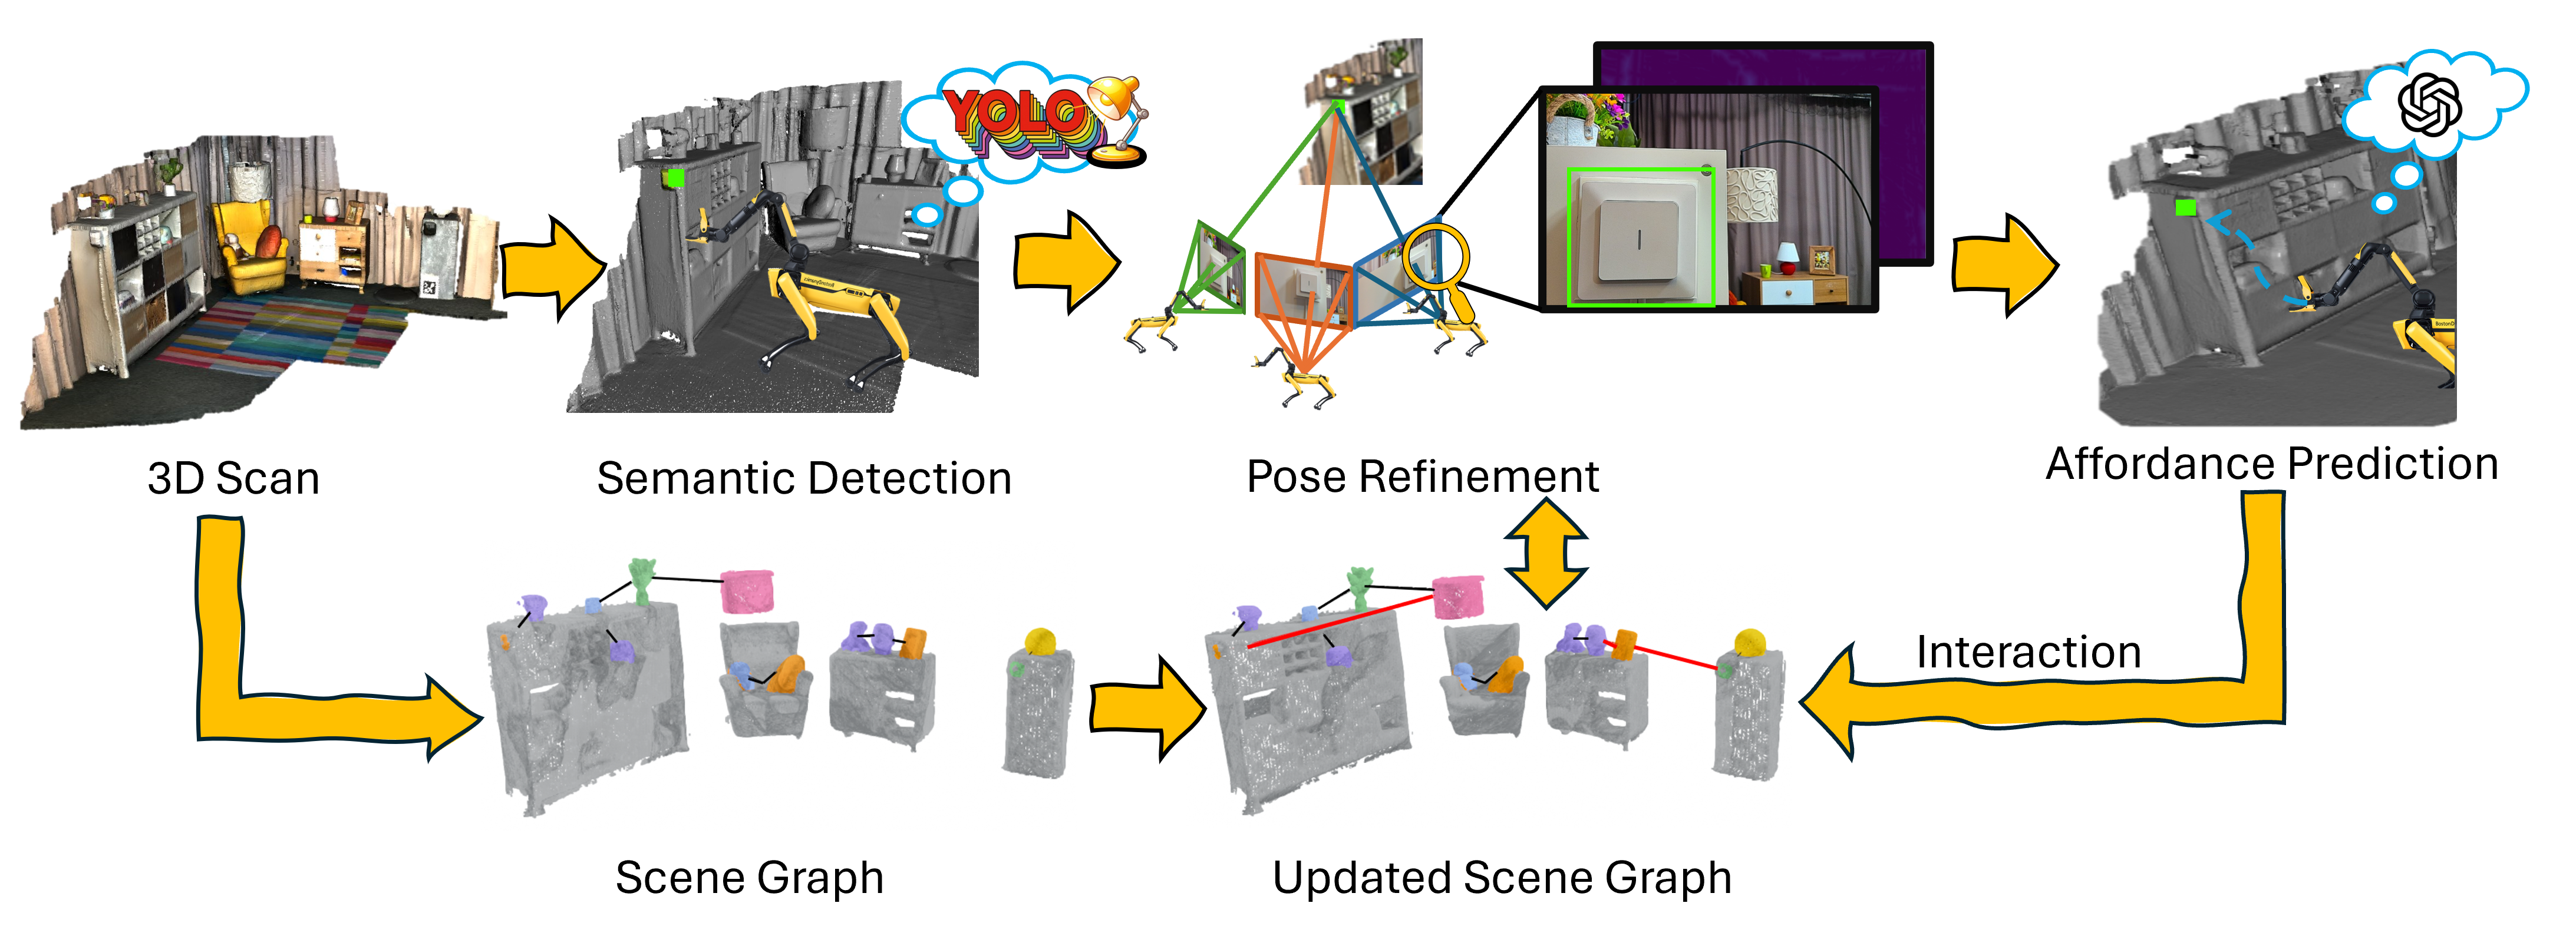 YOLO
3D Scan
Semantic Detection
Pose Refinement
Affordance Prediction
Interaction
Scene Graph
Updated Scene Graph